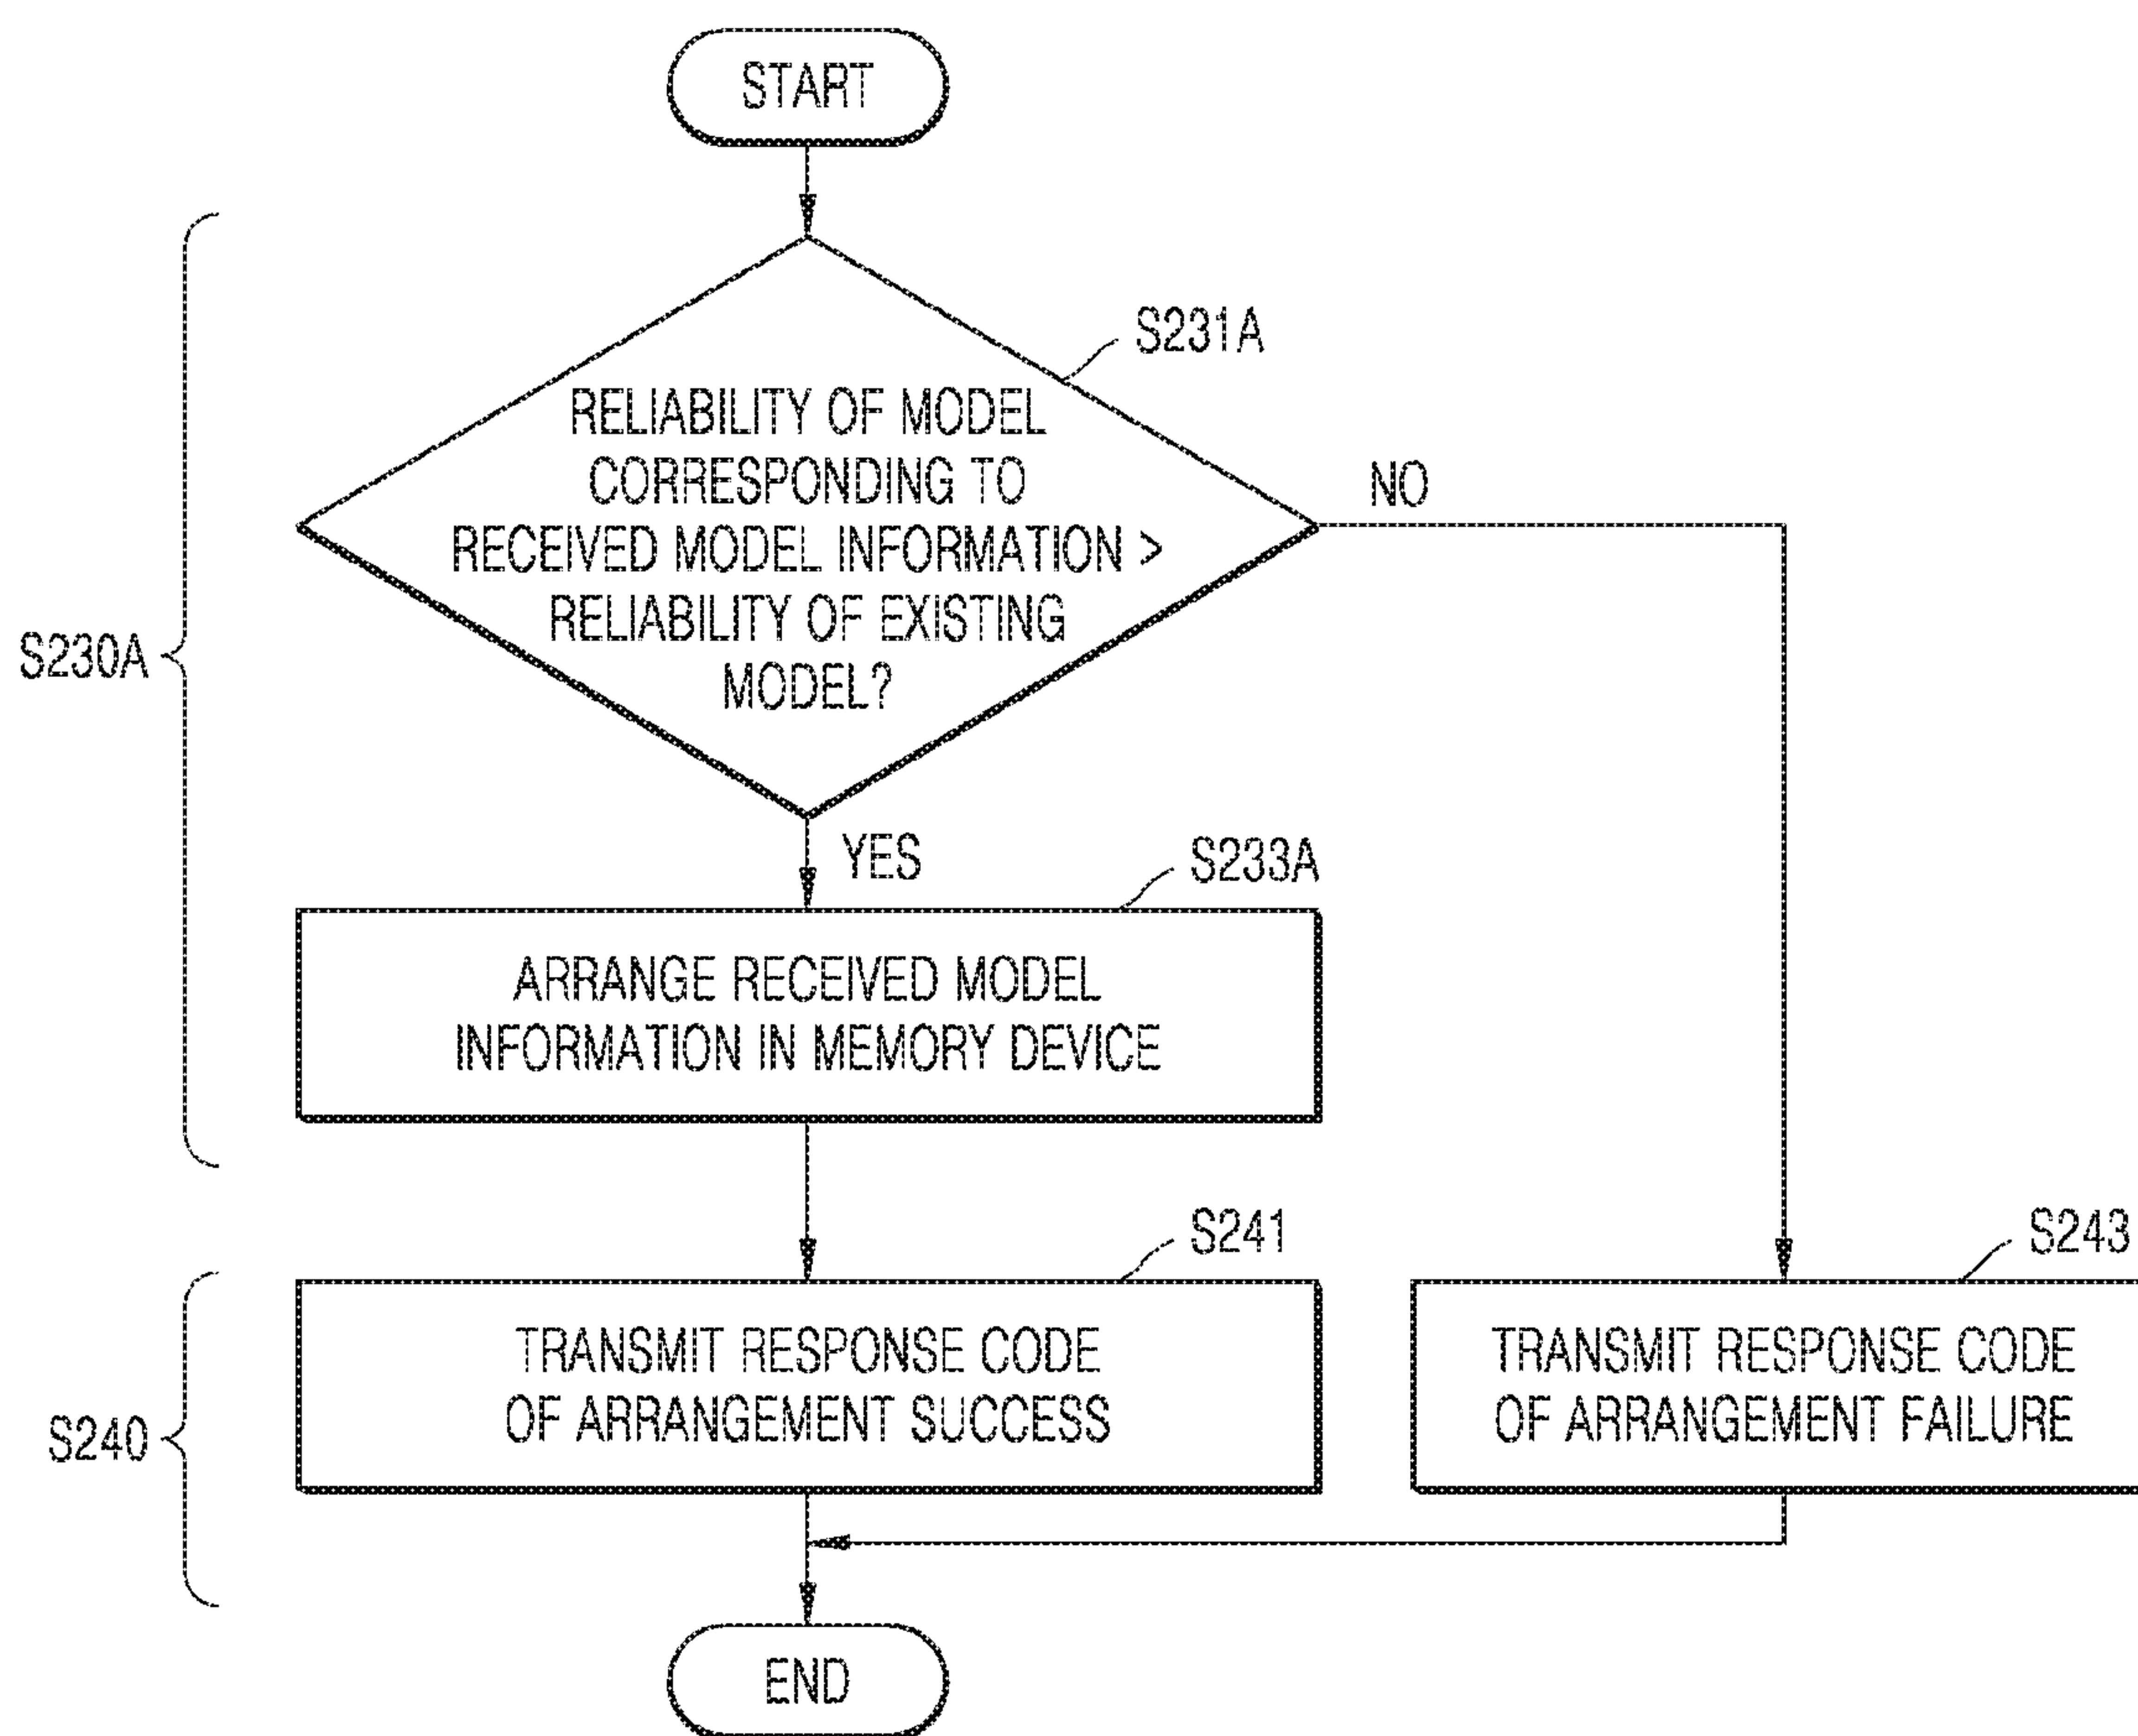 START
S231A
RELIABILITY OF MODEL
CORRESPONDING TO
RECEIVED MODEL INFORMATION >
RELIABILITY OF EXISTING
MODEL?
NO
S230A
YES
S233A
ARRANGE RECEIVED MODEL
INFORMATION IN MEMORY DEVICE
S241
S243
TRANSMIT RESPONSE CODE
OF ARRANGEMENT SUCCESS
TRANSMIT RESPONSE CODE
OF ARRANGEMENT FAILURE
S240
END